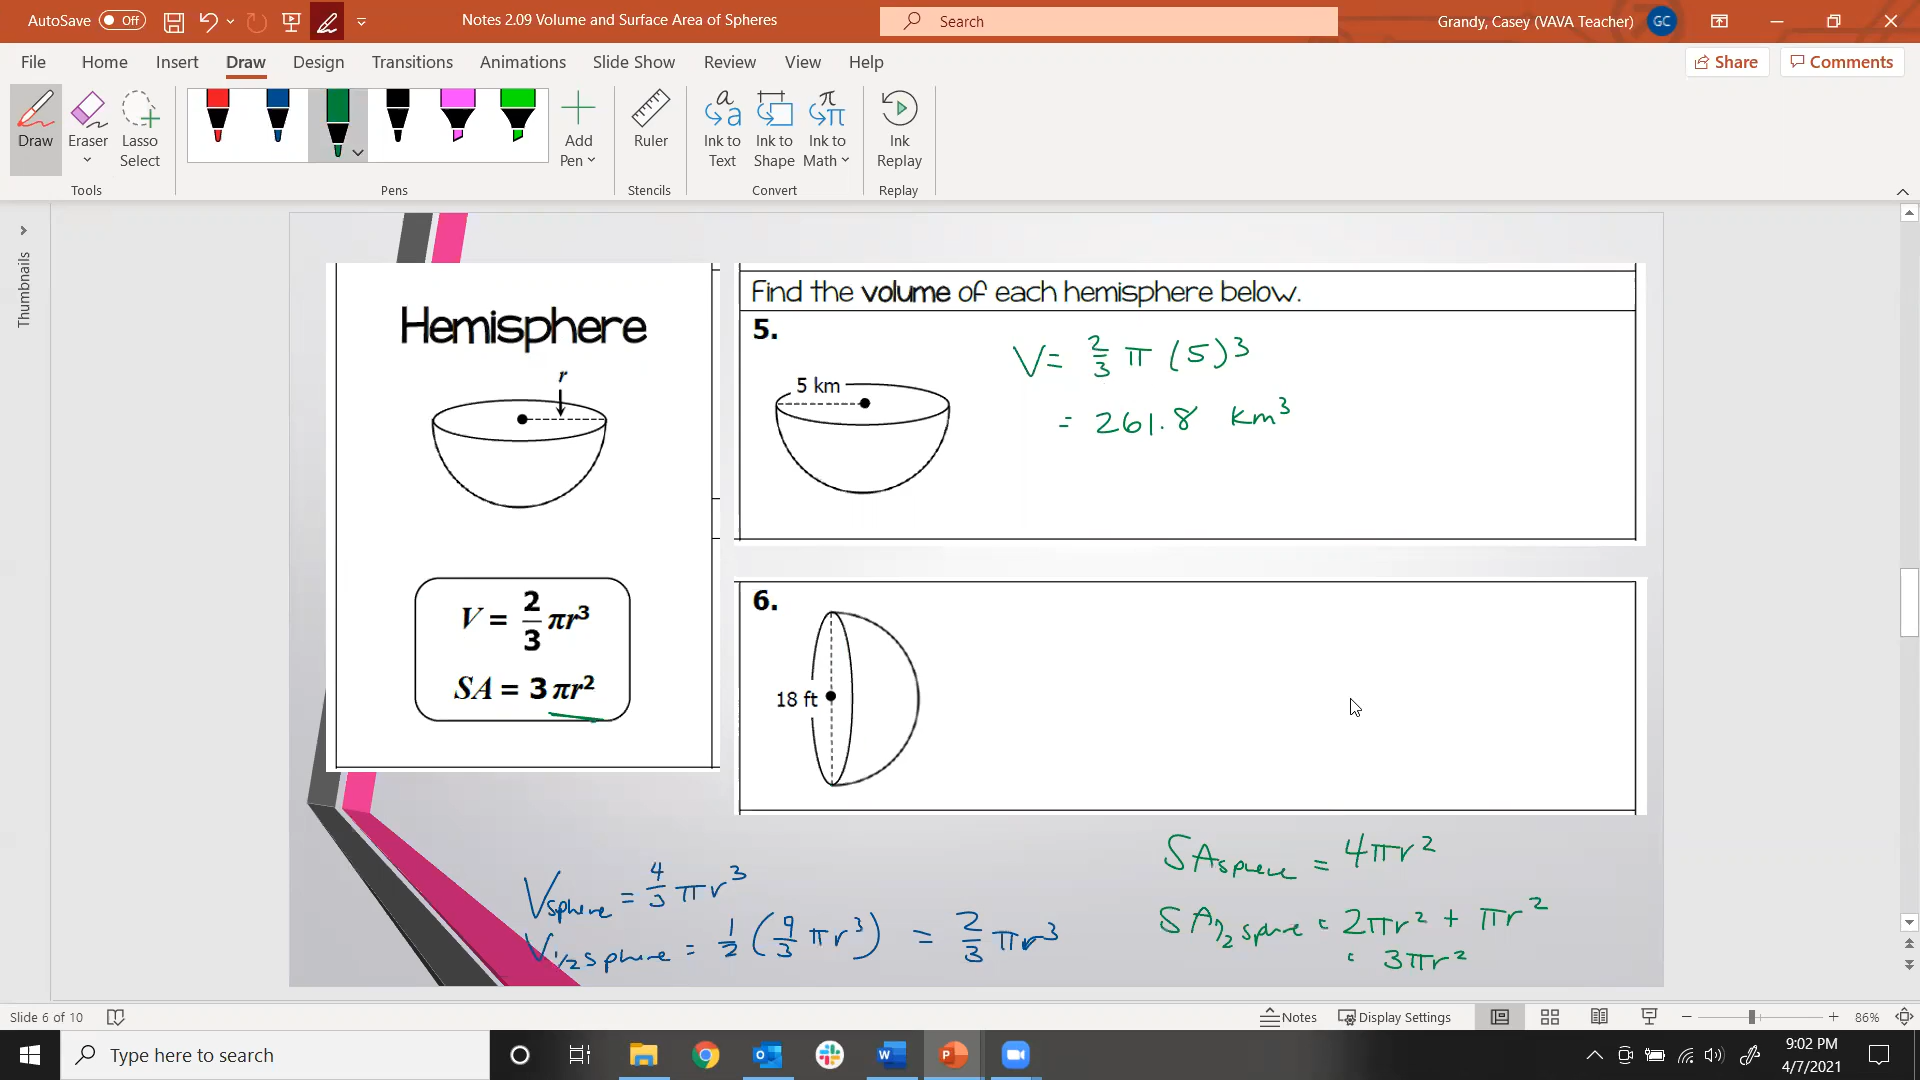 AutoSave Off
Notes 2.09 Volume and Surface Area of Spheres
Search
Grandy, Casey (VAVA Teacher) GC
File Home Insert Draw Design Transitions Animations Slide Show Review View Help
Share Comments
Draw Eraser Lasso Select
Add Pen
Ruler
Ink to Text Ink to Shape Ink to Math
Ink Replay
Tools Pens Stencils Convert Replay
Thumbnails
Hemisphere
r
V = 2/3 πr³
SA = 3πr²
Find the volume of each hemisphere below.
5.
5 km
V = 2/3 π (5)³
= 261.8 km³
6.
18 ft
Vsphere = 4/3 πr³
V1/2 sphere = 1/2 (4/3 πr³) = 2/3 πr³
SAsphere = 4πr²
SA1/2 sphere = 2πr² + πr²
= 3πr²
Slide 6 of 10
Notes Display Settings 86%
Type here to search
9:02 PM
4/7/2021